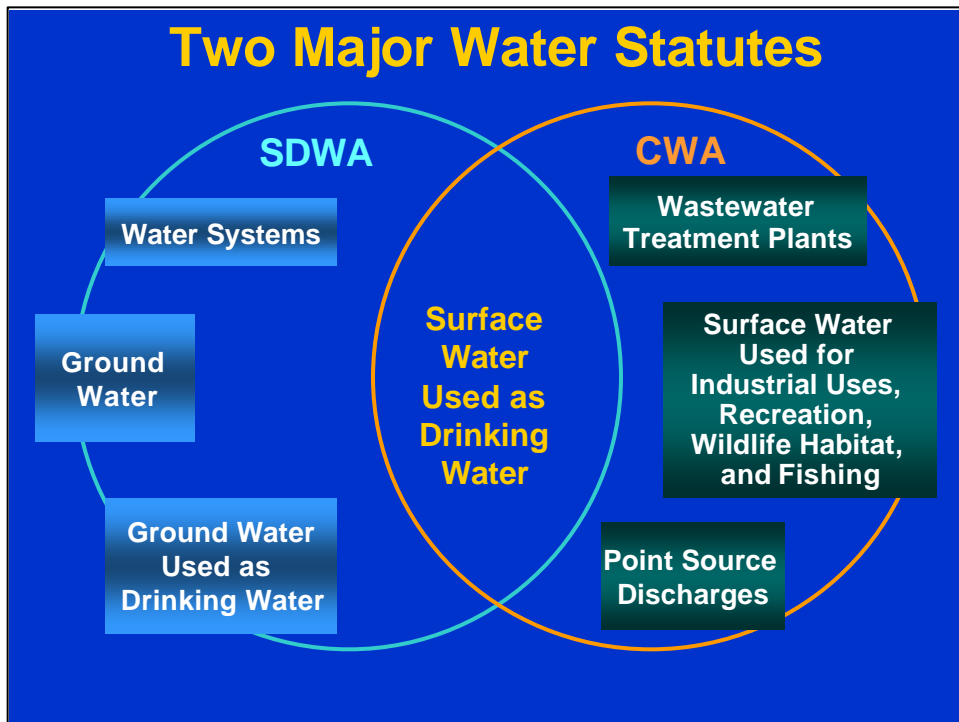 Two Major Water Statutes
SDWA
CWA
Water Systems
Ground
Water
Ground Water
Used as
Drinking Water
Surface
Water
Used as
Drinking
Water
Wastewater
Treatment Plants
Surface Water
Used for
Industrial Uses,
Recreation,
Wildlife Habitat,
and Fishing
Point Source
Discharges